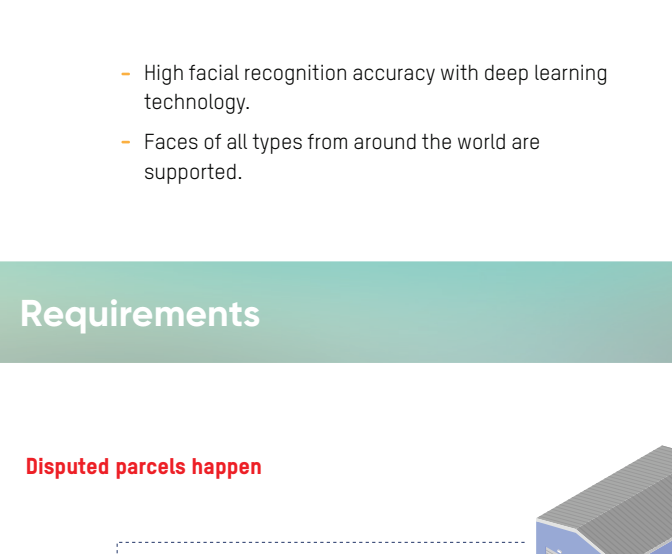 - High facial recognition accuracy with deep learning
technology.
- Faces of all types from around the world are
supported.
Requirements
Disputed parcels happen